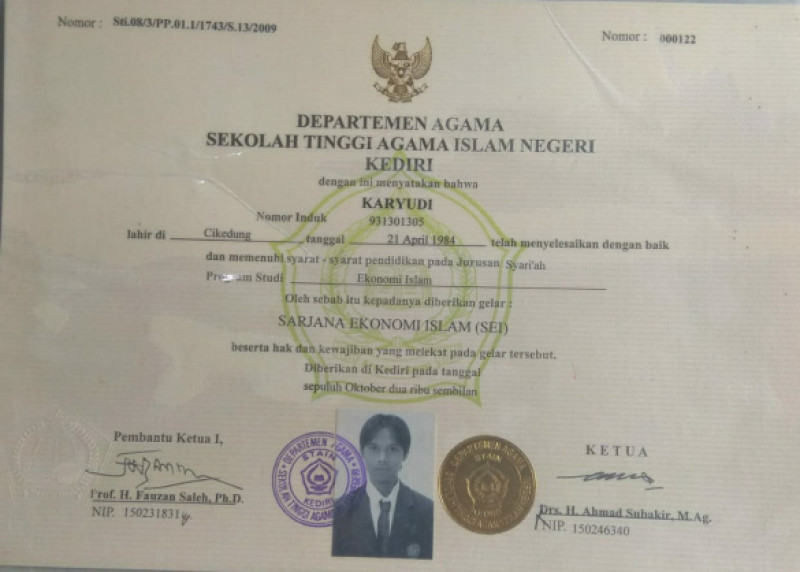 Nomor : Sti.08/3/PP.01.1/1743/S.13/2009
Nomor : 000122
DEPARTEMEN AGAMA
SEKOLAH TINGGI AGAMA ISLAM NEGERI
KEDIRI
dengan ini menyatakan bahwa
KARYUDI
Nomor Induk 931301305
lahir di Cikedung tanggal 21 April 1984 telah menyelesaikan dengan baik
dan memenuhi syarat - syarat pendidikan pada Jurusan Syari'ah
Program Studi Ekonomi Islam
Oleh sebab itu kepadanya diberikan gelar :
SARJANA EKONOMI ISLAM (SEI)
beserta hak dan kewajiban yang melekat pada gelar tersebut.
Diberikan di Kediri pada tanggal
sepuluh Oktober dua ribu sembilan
Pembantu Ketua I,
Prof. H. Fauzan Saleh, Ph.D.
NIP. 150231831
DEPARTEMEN AGAMA
STAIN
KEDIRI
DEPARTEMEN AGAMA
STAIN
KEDIRI
KETUA
Drs. H. Ahmad Subakir, M.Ag.
NIP. 150246340